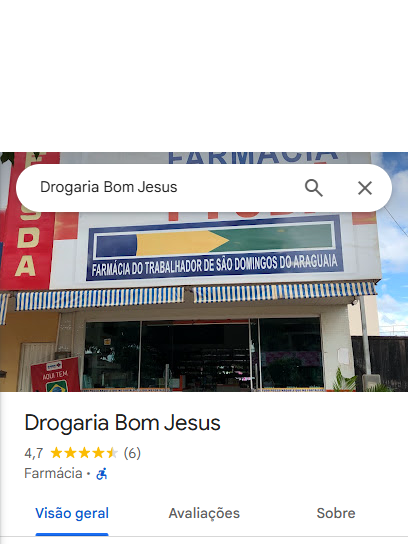 FARMÁCIA
Drogaria Bom Jesus
SDA
FARMÁCIA DO TRABALHADOR DE SÃO DOMINGOS DO ARAGUAIA
AQUI TEM
Drogaria Bom Jesus
4,7 (6)
Farmácia ·
Visão geral Avaliações Sobre